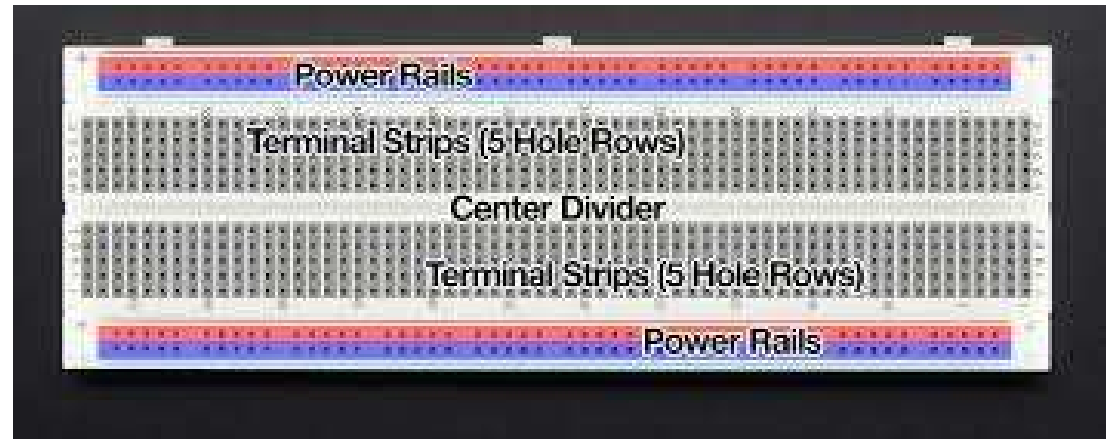 Power Rails
Terminal Strips (5 Hole Rows)
Center Divider
Terminal Strips (5 Hole Rows)
Power Rails